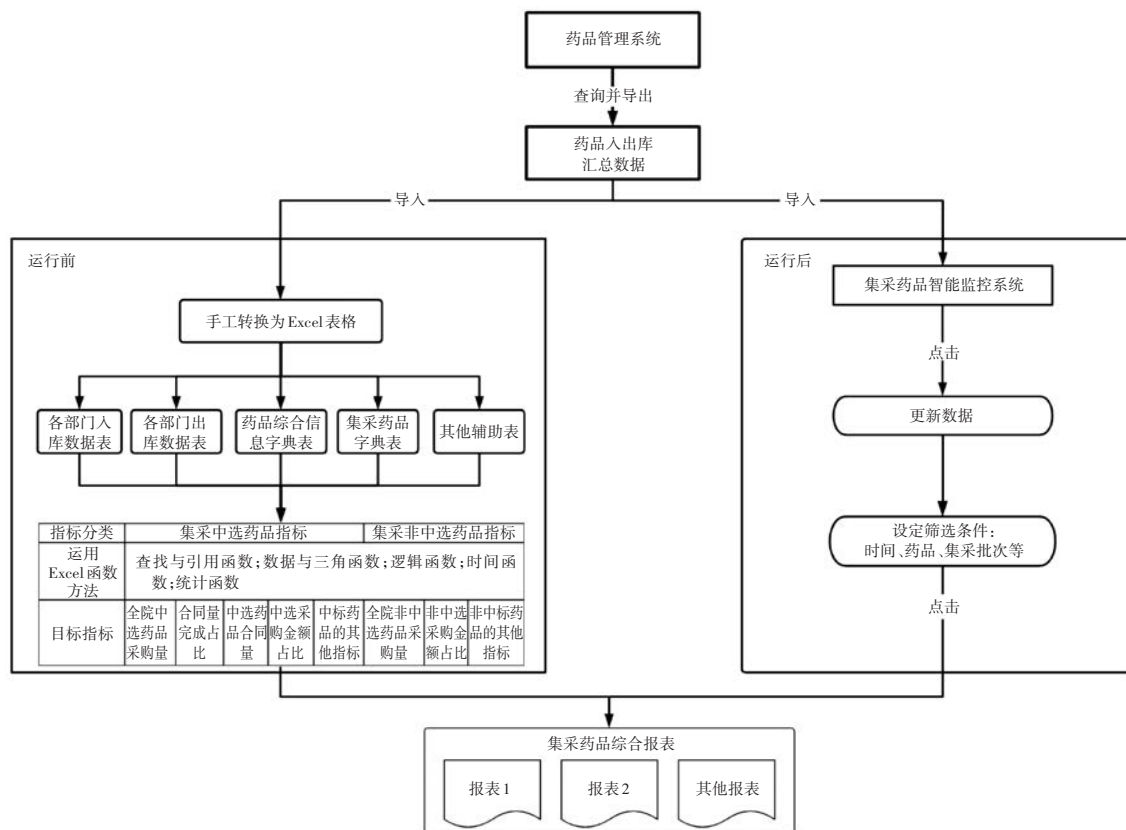 药品管理系统
查询并导出
药品入出库
汇总数据
导入
导入
运行前
手工转换为Excel表格
各部门入
库数据表
各部门出
库数据表
药品综合信
息字典表
集采药品
字典表
其他辅助表
指标分类
集采中选药品指标
集采非中选药品指标
运用
Excel函数
方法
查找与引用函数;数据与三角函数;逻辑函数;时间函
数;统计函数
目标指标
全院中
选药品
采购量
合同量
完成占
比
中选药
品合同
量
中选采
购金额
占比
中标药
品的其
他指标
全院非中
选药品采
购量
非中选
采购金
额占比
非中标药
品的其他
指标
运行后
集采药品智能监控系统
点击
更新数据
设定筛选条件:
时间、药品、集采批次等
点击
集采药品综合报表
报表1
报表2
其他报表